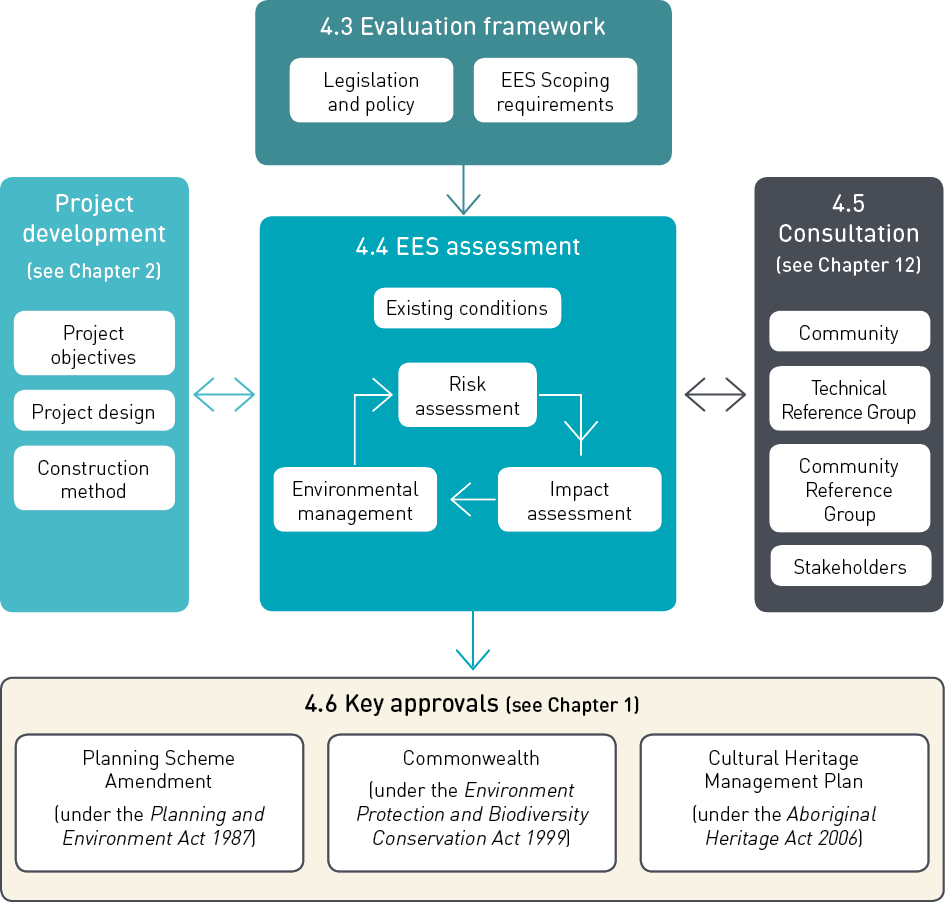 4.3 Evaluation framework
Legislation
and policy
EES Scoping
requirements
Project
development
(see Chapter 2)
Project
objectives
Project design
Construction
method
4.4 EES assessment
Existing conditions
Risk
assessment
Environmental
management
Impact
assessment
4.5
Consultation
(see Chapter 12)
Community
Technical
Reference Group
Community
Reference
Group
Stakeholders
4.6 Key approvals (see Chapter 1)
Planning Scheme
Amendment
(under the Planning and
Environment Act 1987)
Commonwealth
(under the Environment
Protection and Biodiversity
Conservation Act 1999)
Cultural Heritage
Management Plan
(under the Aboriginal
Heritage Act 2006)